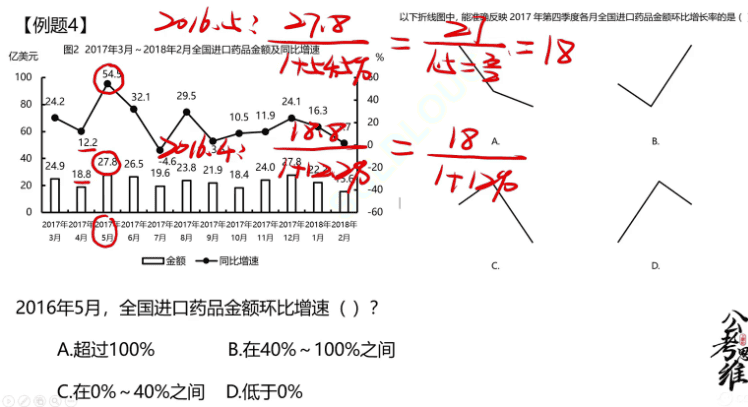 【例题4】
2016.5: 27.8 / 1+54.5% = 27 / 1.5=3/2 = 18
以下折线图中，能准确反映 2017 年第四季度各月全国进口药品金额环比增长率的是（
图2 2017年3月～2018年2月全国进口药品金额及同比增速
亿美元
%
100
80
60
40
20
0
60
40
20
0
-20
-40
-60
24.2
12.2
54.5
32.1
-4.6
29.5
10.5
11.9
24.1
16.3
2016.4: 18.8 / 1+12.2% = 18 / 1+12%
24.9
18.8
27.8
26.5
19.6
23.8
21.9
18.4
24.0
27.8
2017年3月
2017年4月
2017年5月
2017年6月
2017年7月
2017年8月
2017年9月
2017年10月
2017年11月
2017年12月
2018年1月
2018年2月
金额 同比增速
A.
B.
C.
D.
2016年5月，全国进口药品金额环比增速（ ）？
A.超过100% B.在40%～100%之间
C.在0%～40%之间 D.低于0%
公考思维